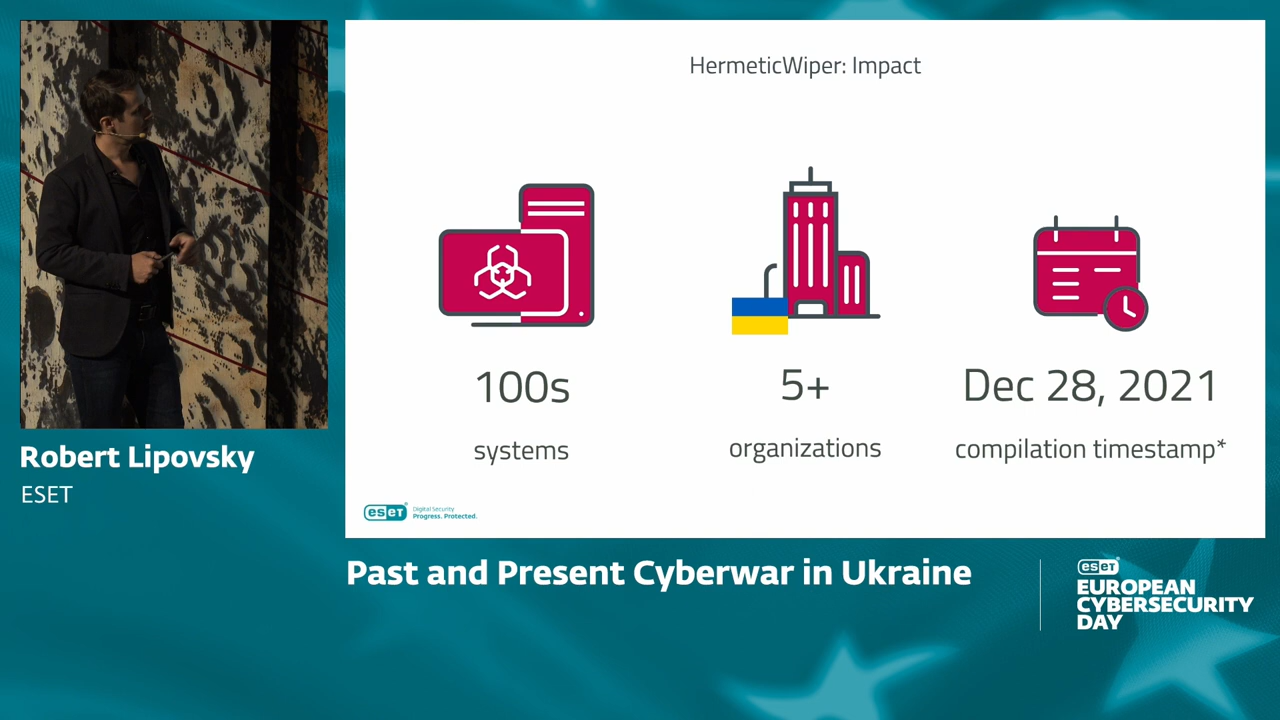 HermeticWiper: Impact
100s
systems
5+
organizations
Dec 28, 2021
compilation timestamp*
eset
Digital Security
Progress. Protected.
Robert Lipovsky
ESET
Past and Present Cyberwar in Ukraine
eset
EUROPEAN
CYBERSECURITY
DAY